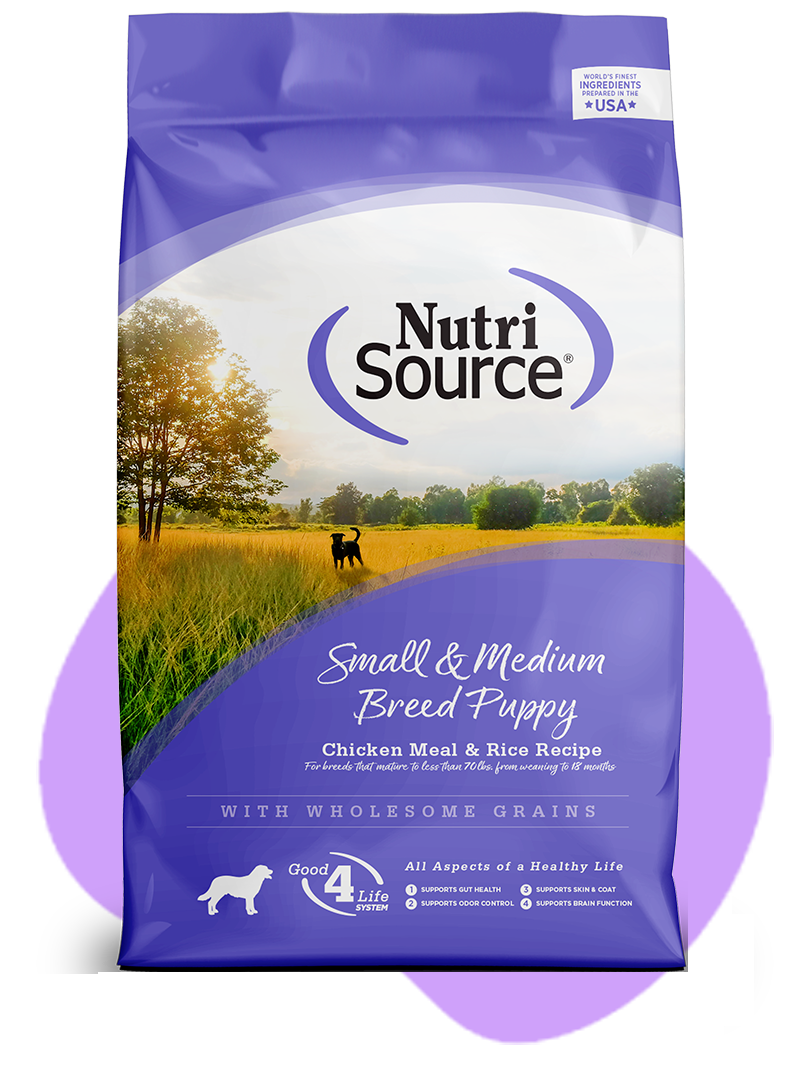 WORLD'S FINEST
INGREDIENTS
PREPARED IN THE
★USA★
Nutri
Source®
Small & Medium
Breed Puppy
Chicken Meal & Rice Recipe
For breeds that mature to less than 70 lbs. from weaning to 18 months
WITH WHOLESOME GRAINS
Good 4 Life
SYSTEM
All Aspects of a Healthy Life
1 SUPPORTS GUT HEALTH 3 SUPPORTS SKIN & COAT
2 SUPPORTS ODOR CONTROL 4 SUPPORTS BRAIN FUNCTION